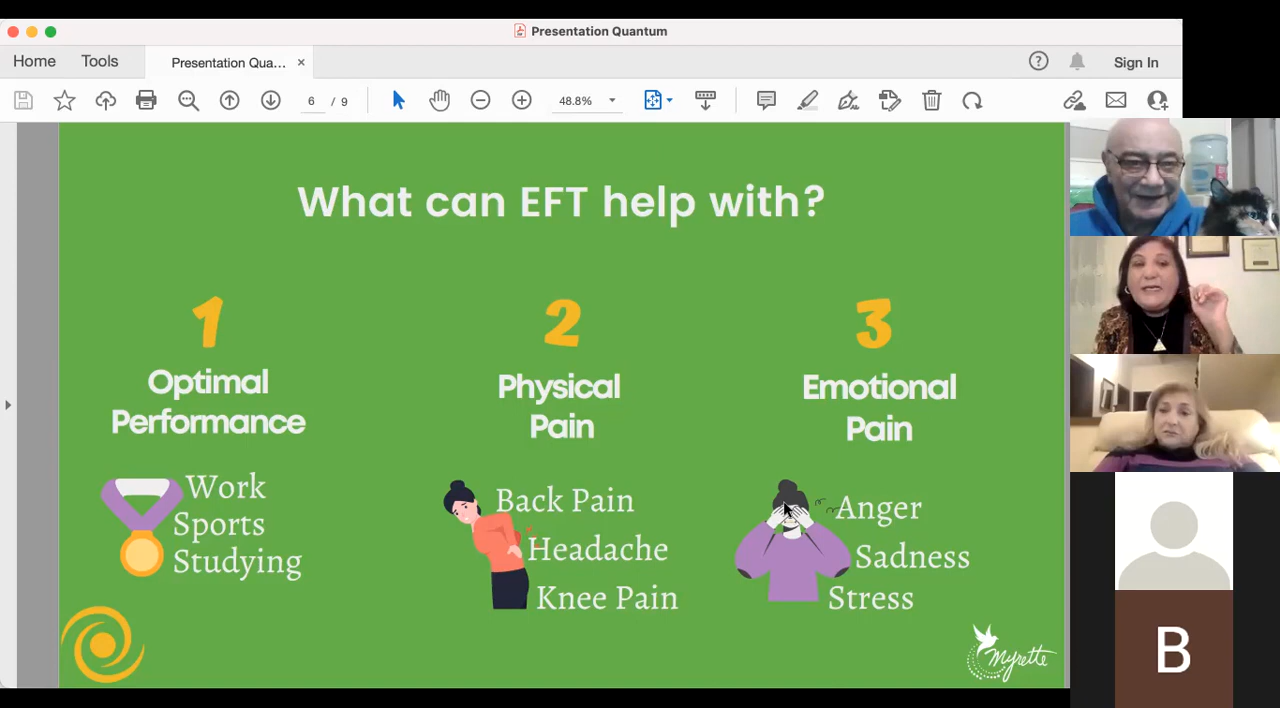 Presentation Quantum
Home
Tools
Presentation Qua...
Sign In
6 / 9
48.8%
What can EFT help with?
1
Optimal
Performance
Work
Sports
Studying
2
Physical
Pain
Back Pain
Headache
Knee Pain
3
Emotional
Pain
Anger
Sadness
Stress
Myrette
B